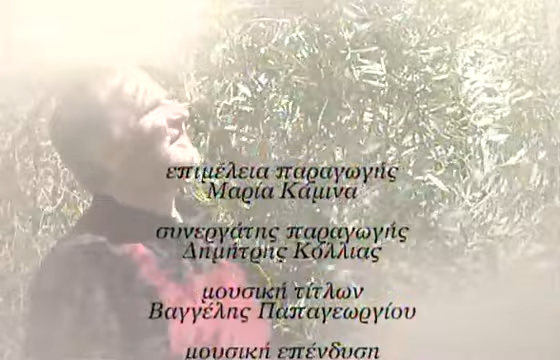 επιμέλεια παραγωγής
Μαρία Κάμινα
συνεργάτης παραγωγής
Δημήτρης Κόλλιας
μουσική τίτλων
Βαγγέλης Παπαγεωργίου
μουσική επένδυση